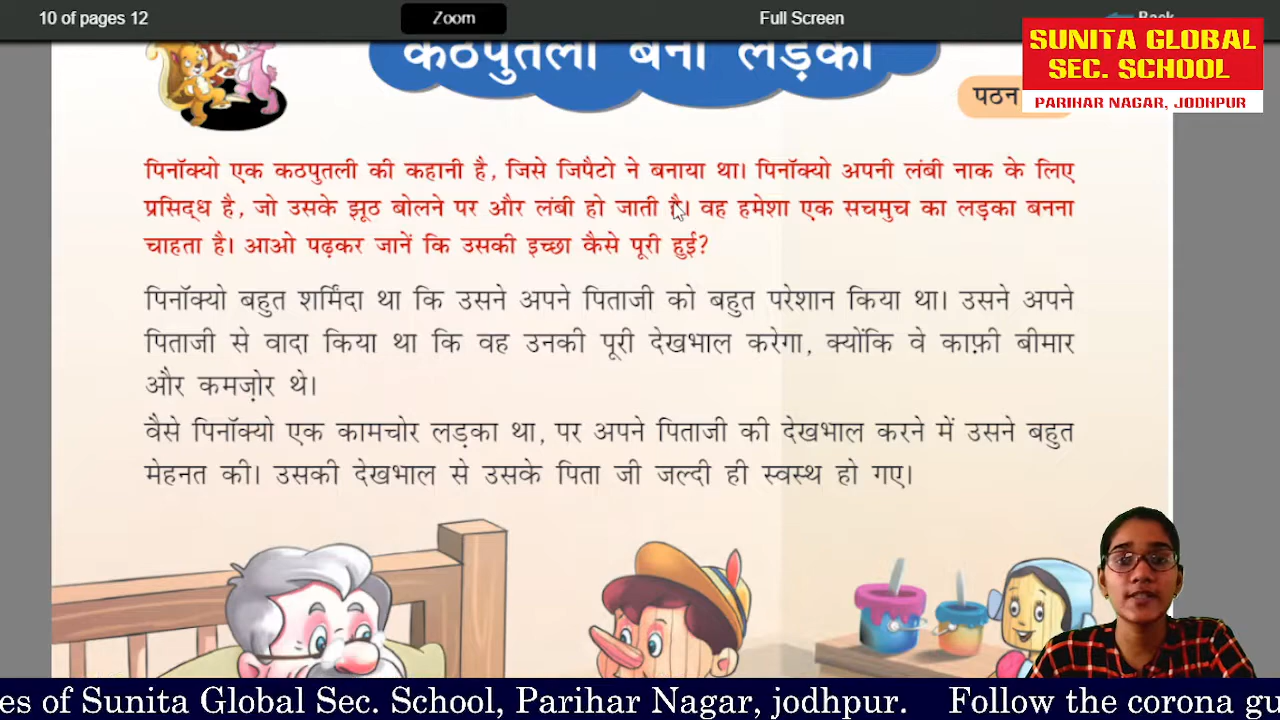 10 of pages 12
Zoom
Full Screen
Back
SUNITA GLOBAL
SEC. SCHOOL
PARIHAR NAGAR, JODHPUR
कठपुतली बना लड़का
पठन
पिनॉक्यो एक कठपुतली की कहानी है, जिसे जिपैटो ने बनाया था। पिनॉक्यो अपनी लंबी नाक के लिए
प्रसिद्ध है, जो उसके झूठ बोलने पर और लंबी हो जाती है। वह हमेशा एक सचमुच का लड़का बनना
चाहता है। आओ पढ़कर जानें कि उसकी इच्छा कैसे पूरी हुई?
पिनॉक्यो बहुत शर्मिंदा था कि उसने अपने पिताजी को बहुत परेशान किया था। उसने अपने
पिताजी से वादा किया था कि वह उनकी पूरी देखभाल करेगा, क्योंकि वे काफ़ी बीमार
और कमज़ोर थे।
वैसे पिनॉक्यो एक कामचोर लड़का था, पर अपने पिताजी की देखभाल करने में उसने बहुत
मेहनत की। उसकी देखभाल से उसके पिता जी जल्दी ही स्वस्थ हो गए।
es of Sunita Global Sec. School, Parihar Nagar, jodhpur. Follow the corona gu